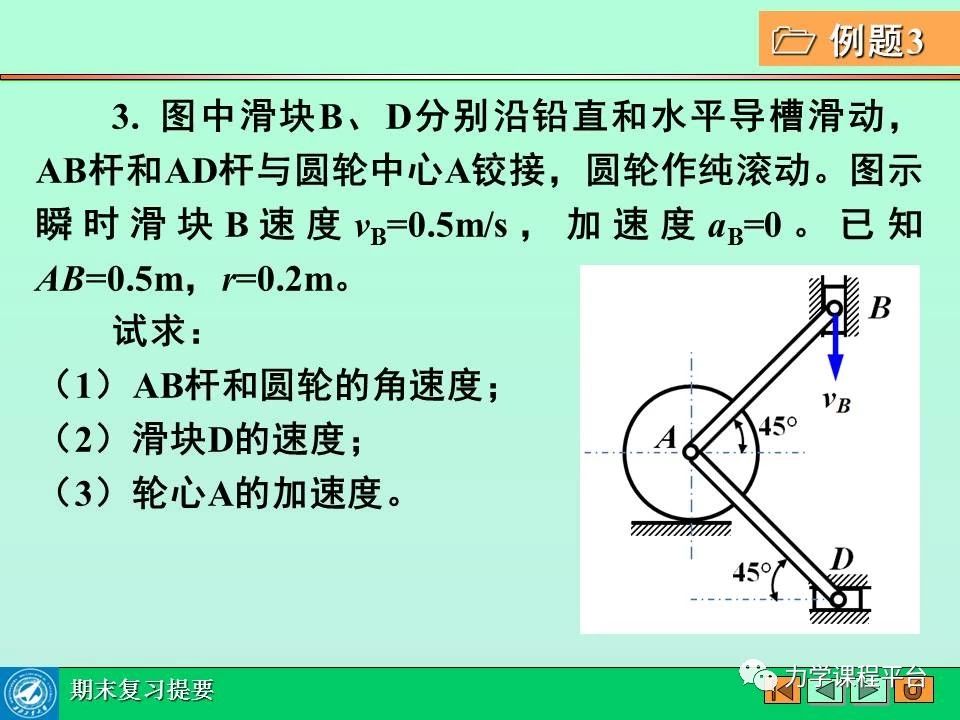 例题3
3. 图中滑块B、D分别沿铅直和水平导槽滑动，
AB杆和AD杆与圆轮中心A铰接，圆轮作纯滚动。图示
瞬时滑块B速度vB=0.5m/s，加速度aB=0。已知
AB=0.5m，r=0.2m。
试求：
（1）AB杆和圆轮的角速度；
（2）滑块D的速度；
（3）轮心A的加速度。
B
vB
45°
A
D
45°
期末复习提要
力学课程平台